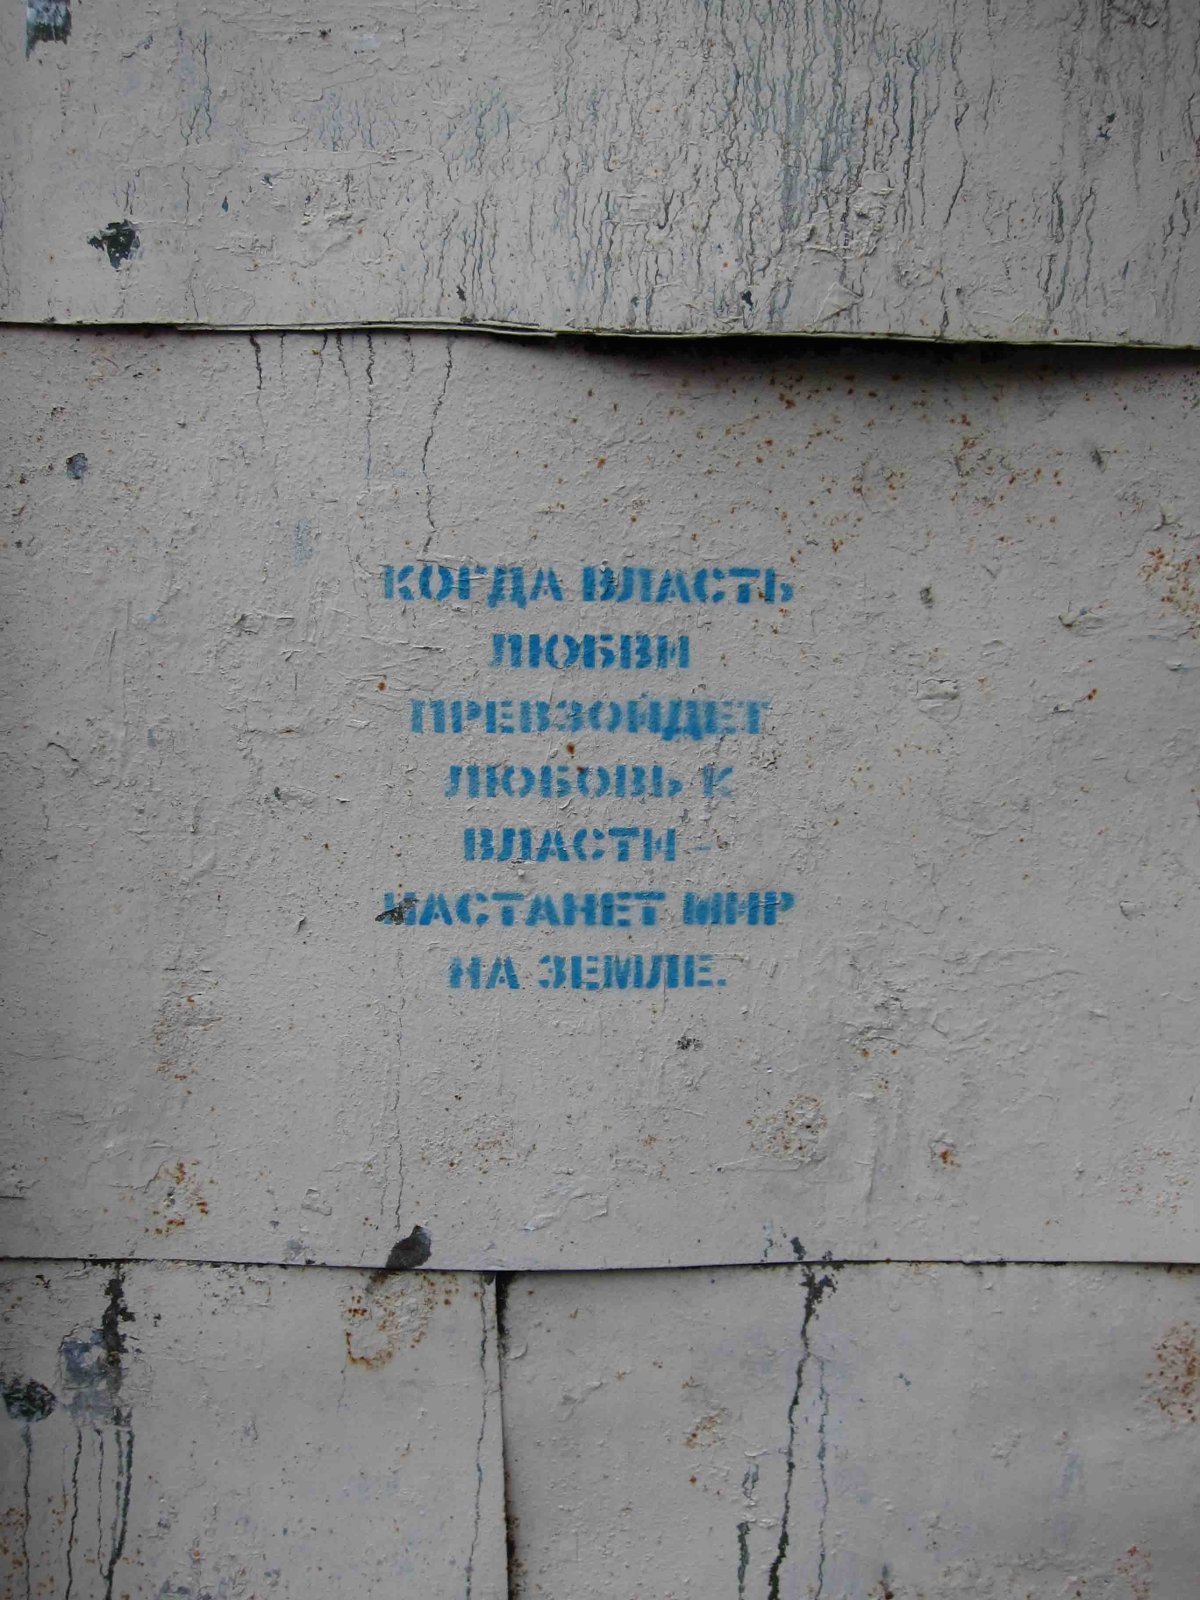 КОГДА ВЛАСТЬ
ЛЮБВИ
ПРЕВЗОЙДЕТ
ЛЮБОВЬ К
ВЛАСТИ -
НАСТАНЕТ МИР
НА ЗЕМЛЕ.